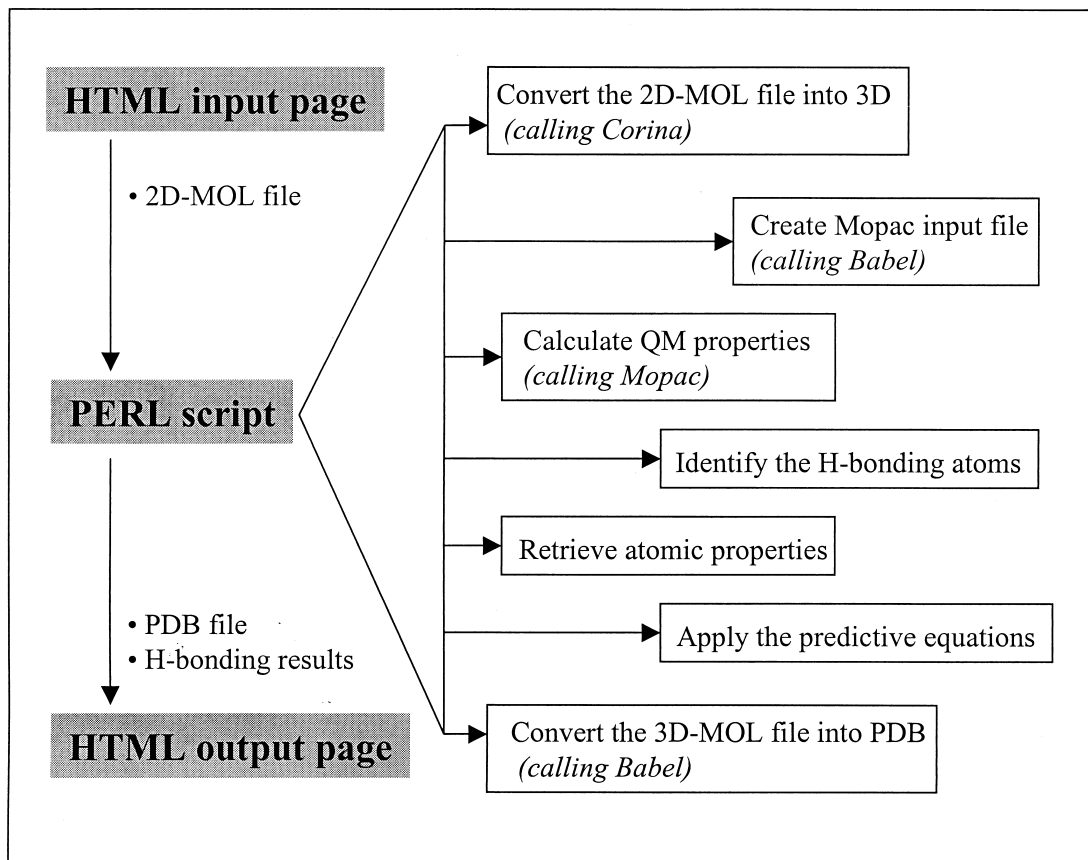 HTML input page
• 2D-MOL file
PERL script
• PDB file
• H-bonding results
HTML output page
Convert the 2D-MOL file into 3D
(calling Corina)
Create Mopac input file
(calling Babel)
Calculate QM properties
(calling Mopac)
Identify the H-bonding atoms
Retrieve atomic properties
Apply the predictive equations
Convert the 3D-MOL file into PDB
(calling Babel)